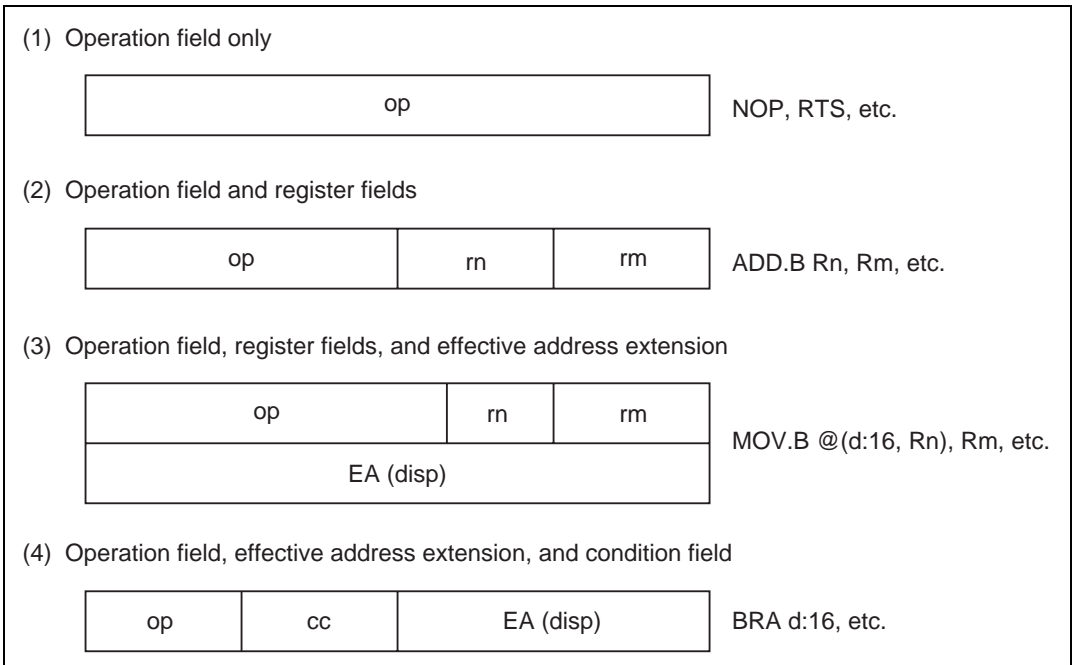 (1) Operation field only
op
NOP, RTS, etc.
(2) Operation field and register fields
op rn rm
ADD.B Rn, Rm, etc.
(3) Operation field, register fields, and effective address extension
op rn rm
MOV.B @(d:16, Rn), Rm, etc.
EA (disp)
(4) Operation field, effective address extension, and condition field
op cc EA (disp)
BRA d:16, etc.